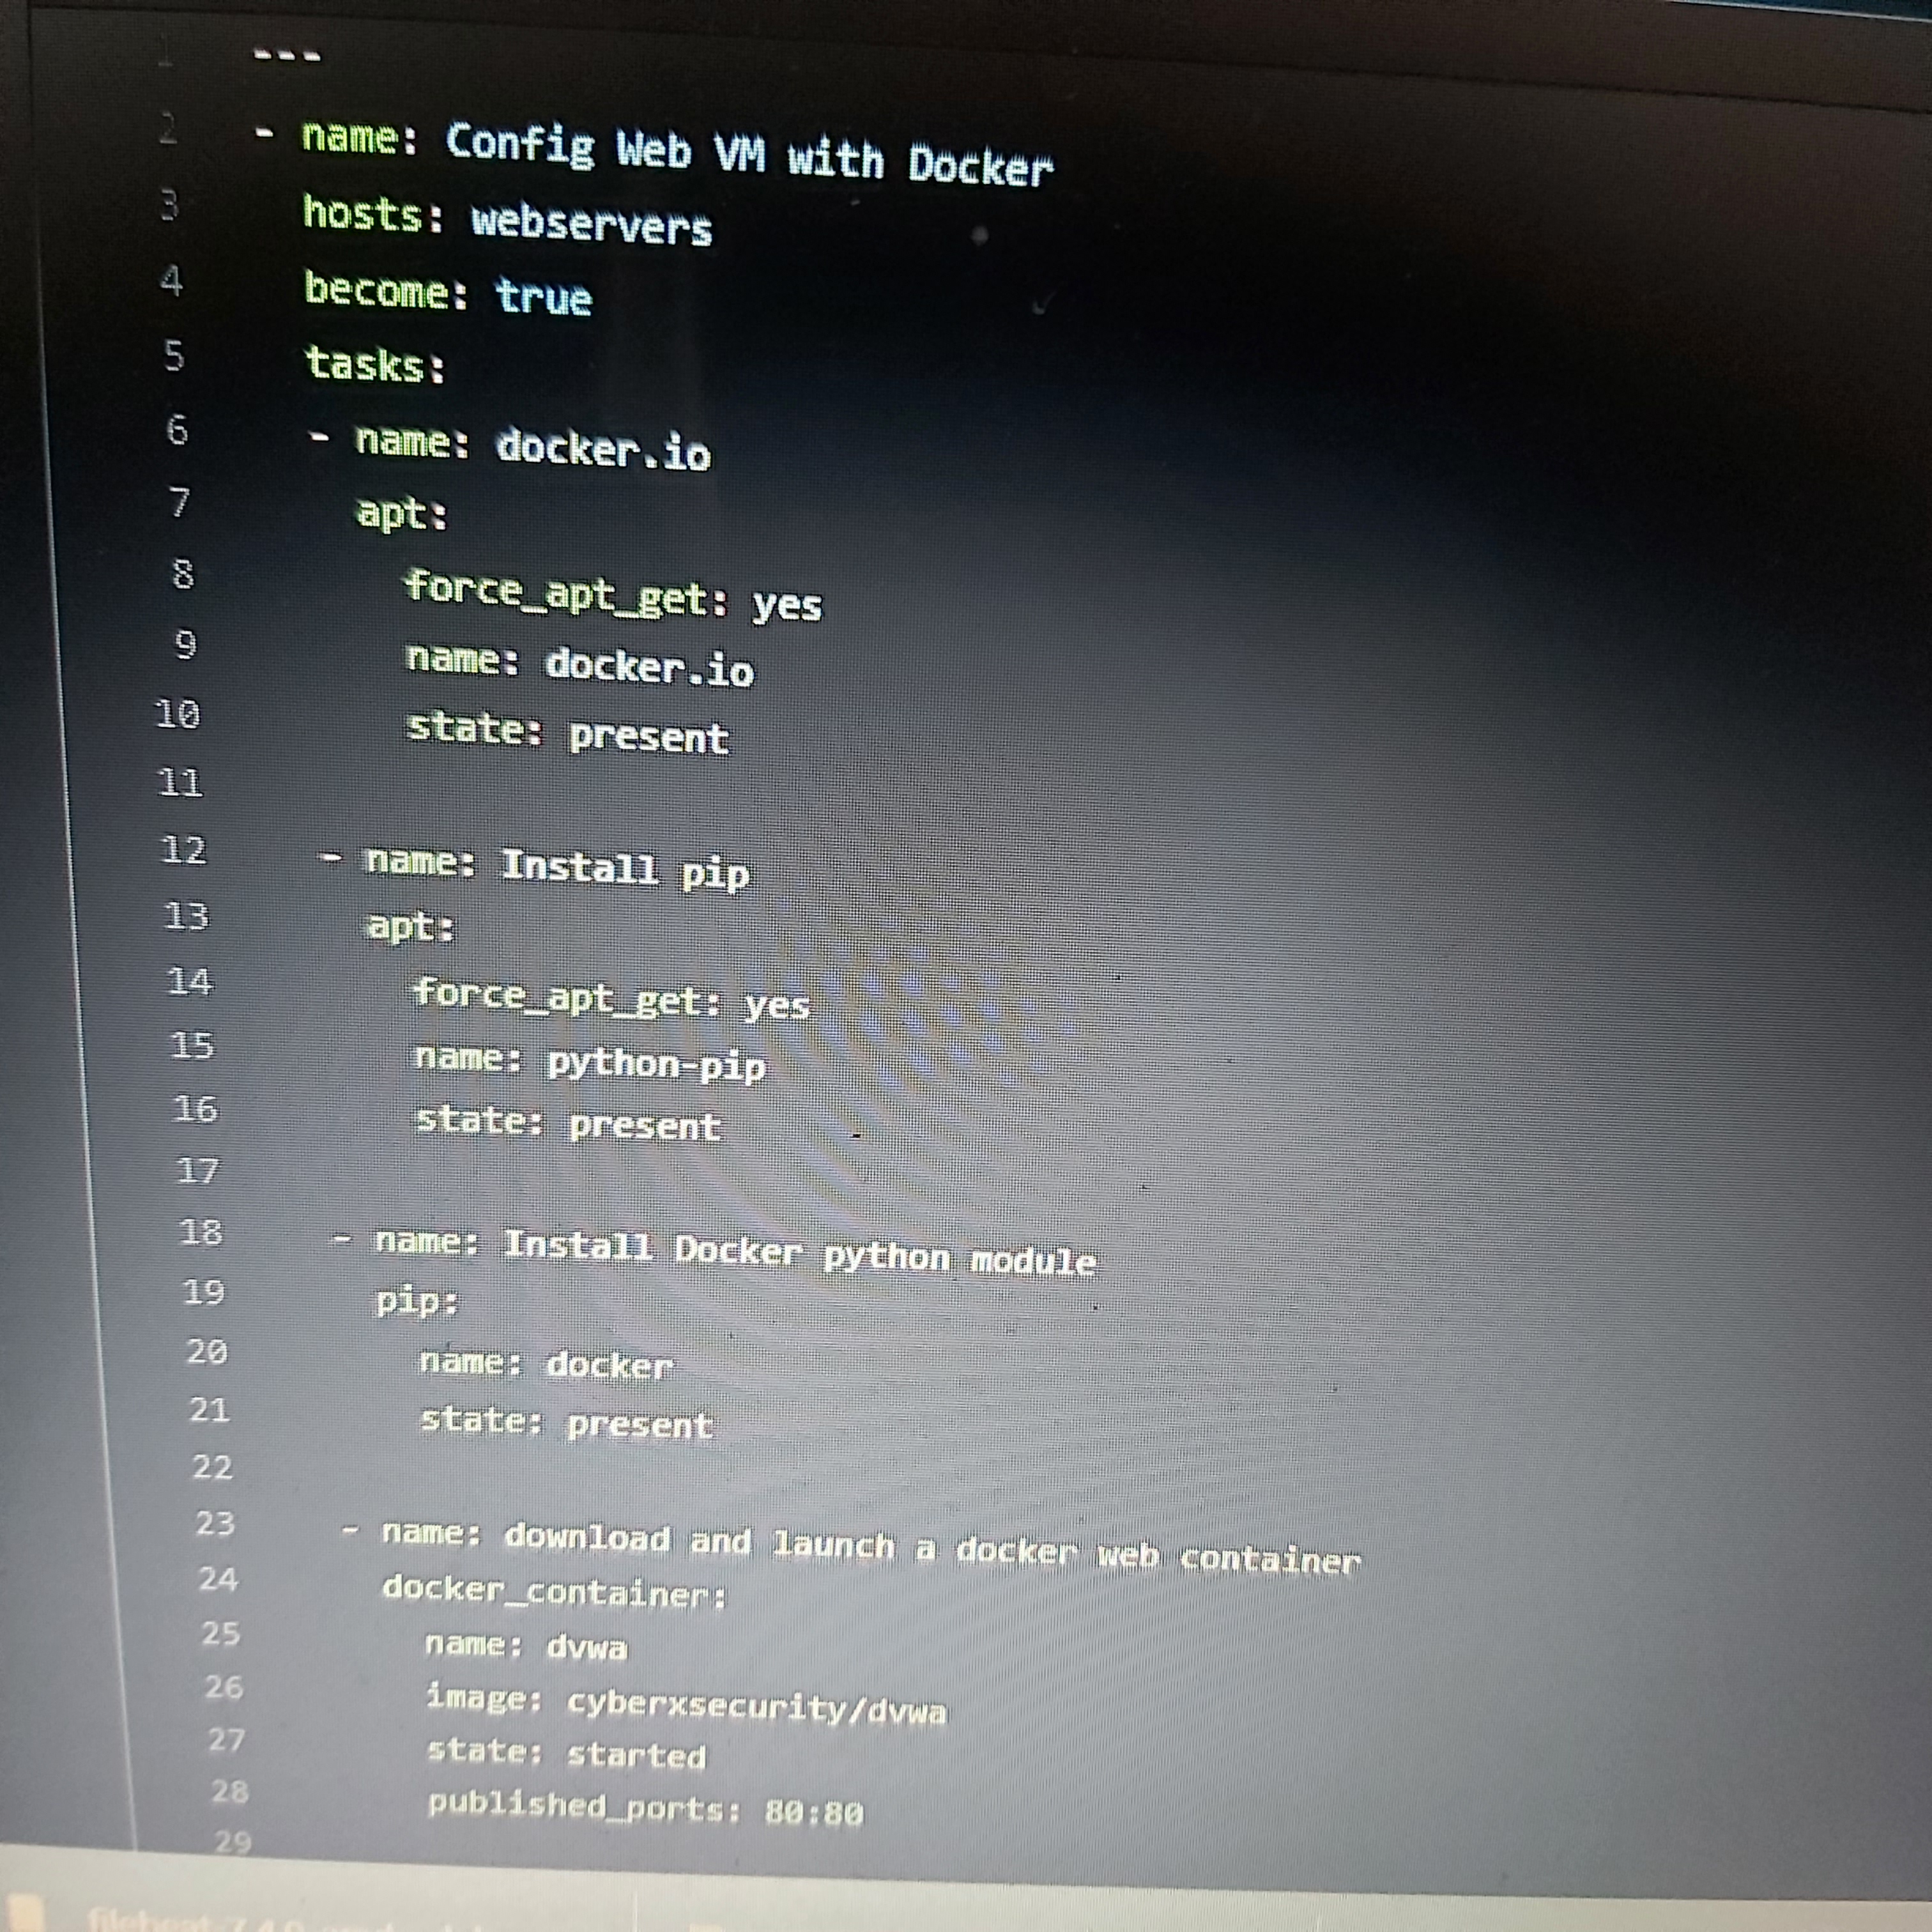 1 ---
2 - name: Config Web VM with Docker
3   hosts: webservers
4   become: true
5   tasks:
6   - name: docker.io
7     apt:
8       force_apt_get: yes
9       name: docker.io
10       state: present
11
12   - name: Install pip
13     apt:
14       force_apt_get: yes
15       name: python-pip
16       state: present
17
18   - name: Install Docker python module
19     pip:
20       name: docker
21       state: present
22
23   - name: download and launch a docker web container
24     docker_container:
25       name: dvwa
26       image: cyberxsecurity/dvwa
27       state: started
28       published_ports: 80:80
29